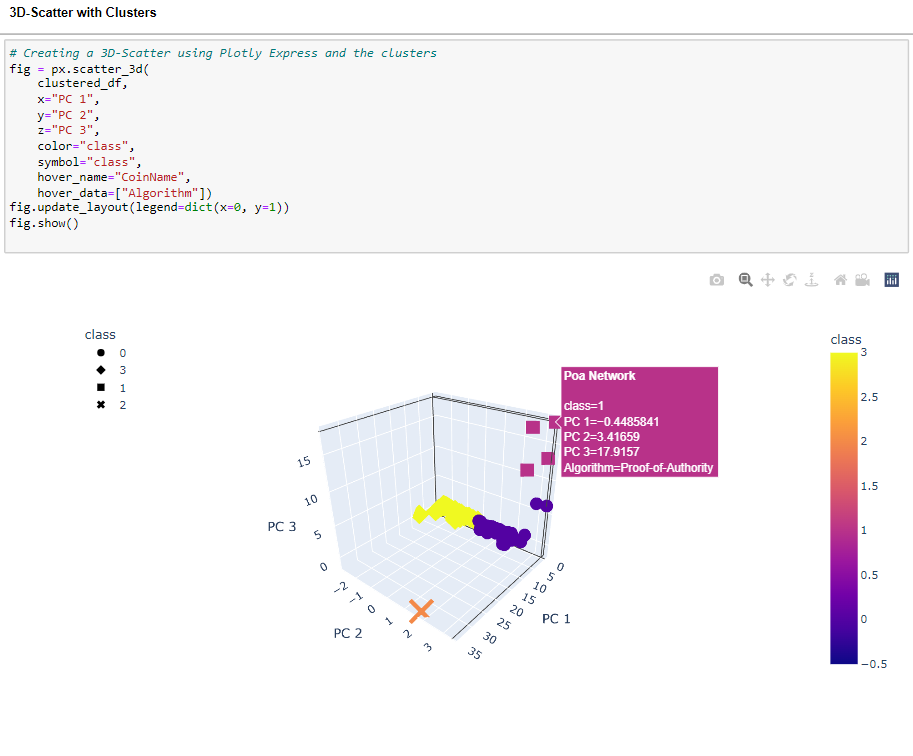 3D-Scatter with Clusters
# Creating a 3D-Scatter using Plotly Express and the clusters
fig = px.scatter_3d(
    clustered_df,
    x="PC 1",
    y="PC 2",
    z="PC 3",
    color="class",
    symbol="class",
    hover_name="CoinName",
    hover_data=["Algorithm"])
fig.update_layout(legend=dict(x=0, y=1))
fig.show()
class
0
3
1
2
Poa Network
class=1
PC 1=−0.4485841
PC 2=3.41659
PC 3=17.9157
Algorithm=Proof-of-Authority
15
10
5
0
PC 3
−2
−1
0
1
2
3
PC 2
0
5
10
15
20
25
30
35
PC 1
class
3
2.5
2
1.5
1
0.5
0
−0.5